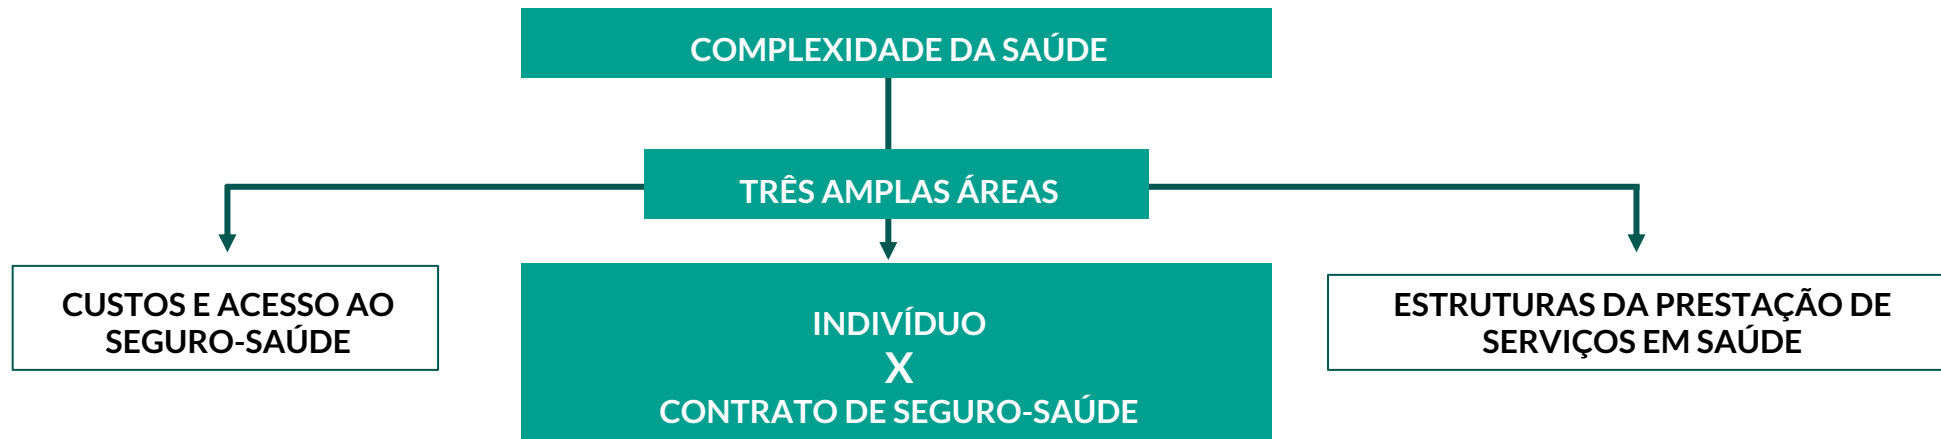 COMPLEXIDADE DA SAÚDE
TRÊS AMPLAS ÁREAS
CUSTOS E ACESSO AO
SEGURO-SAÚDE
INDIVÍDUO
X
CONTRATO DE SEGURO-SAÚDE
ESTRUTURAS DA PRESTAÇÃO DE
SERVIÇOS EM SAÚDE